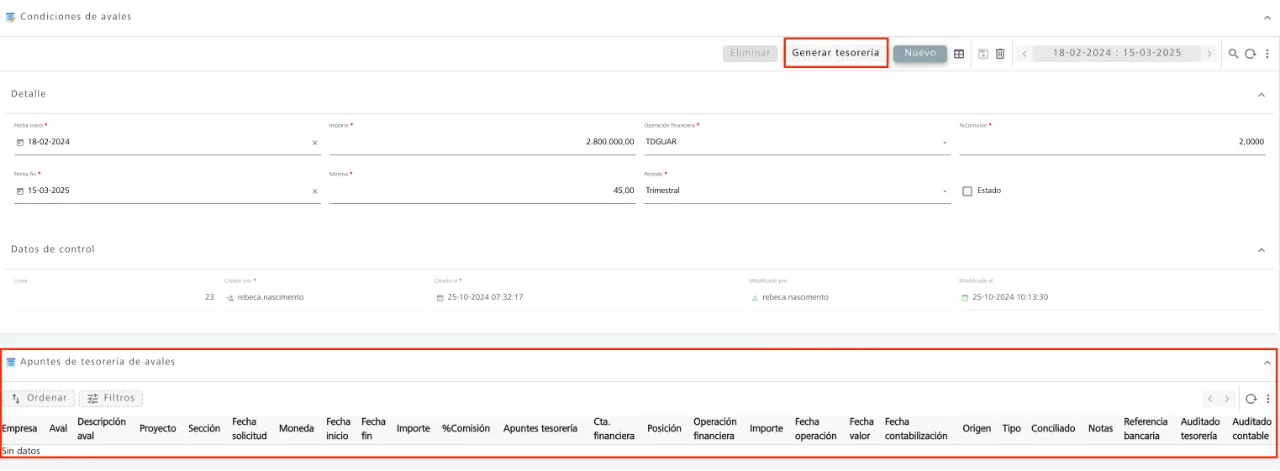 Condiciones de avales
Eliminar Generar tesorería Nuevo 18-02-2024 : 15-03-2025
Detalle
Fecha inicio * Importe * Operación financiera * %Comisión *
18-02-2024 2.800.000,00 TDGUAR 2,0000
Fecha fin * Mínimo * Periodo *
15-03-2025 45,00 Trimestral Estado
Datos de control
Línea Creado por * Creado el * Modificado por Modificado el
23 rebeca.nascimento 25-10-2024 07:32:17 rebeca.nascimento 25-10-2024 10:13:30
Apuntes de tesorería de avales
Ordenar Filtros
Empresa Aval Descripción aval Proyecto Sección Fecha solicitud Moneda Fecha inicio Fecha fin Importe %Comisión Apuntes tesorería Cta. financiera Posición Operación financiera Importe Fecha operación Fecha valor Fecha contabilización Origen Tipo Conciliado Notas Referencia bancaria Auditado tesorería Auditado contable
Sin datos